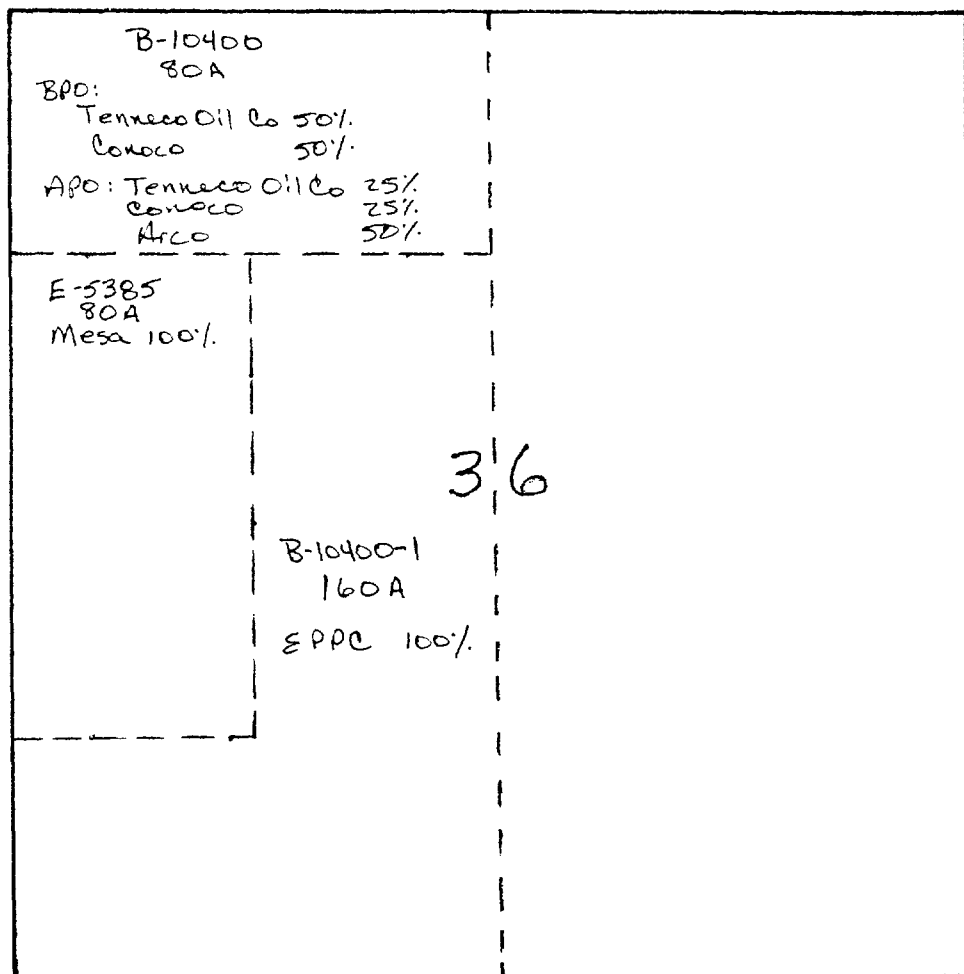 B-10400
80A
BPO:
Tenneco Oil Co 50%.
Conoco 50%.
APO: Tenneco Oil Co 25%.
Conoco 25%.
Arco 50%.
E-5385
80A
Mesa 100%.
36
B-10400-1
160A
EPPC 100%.